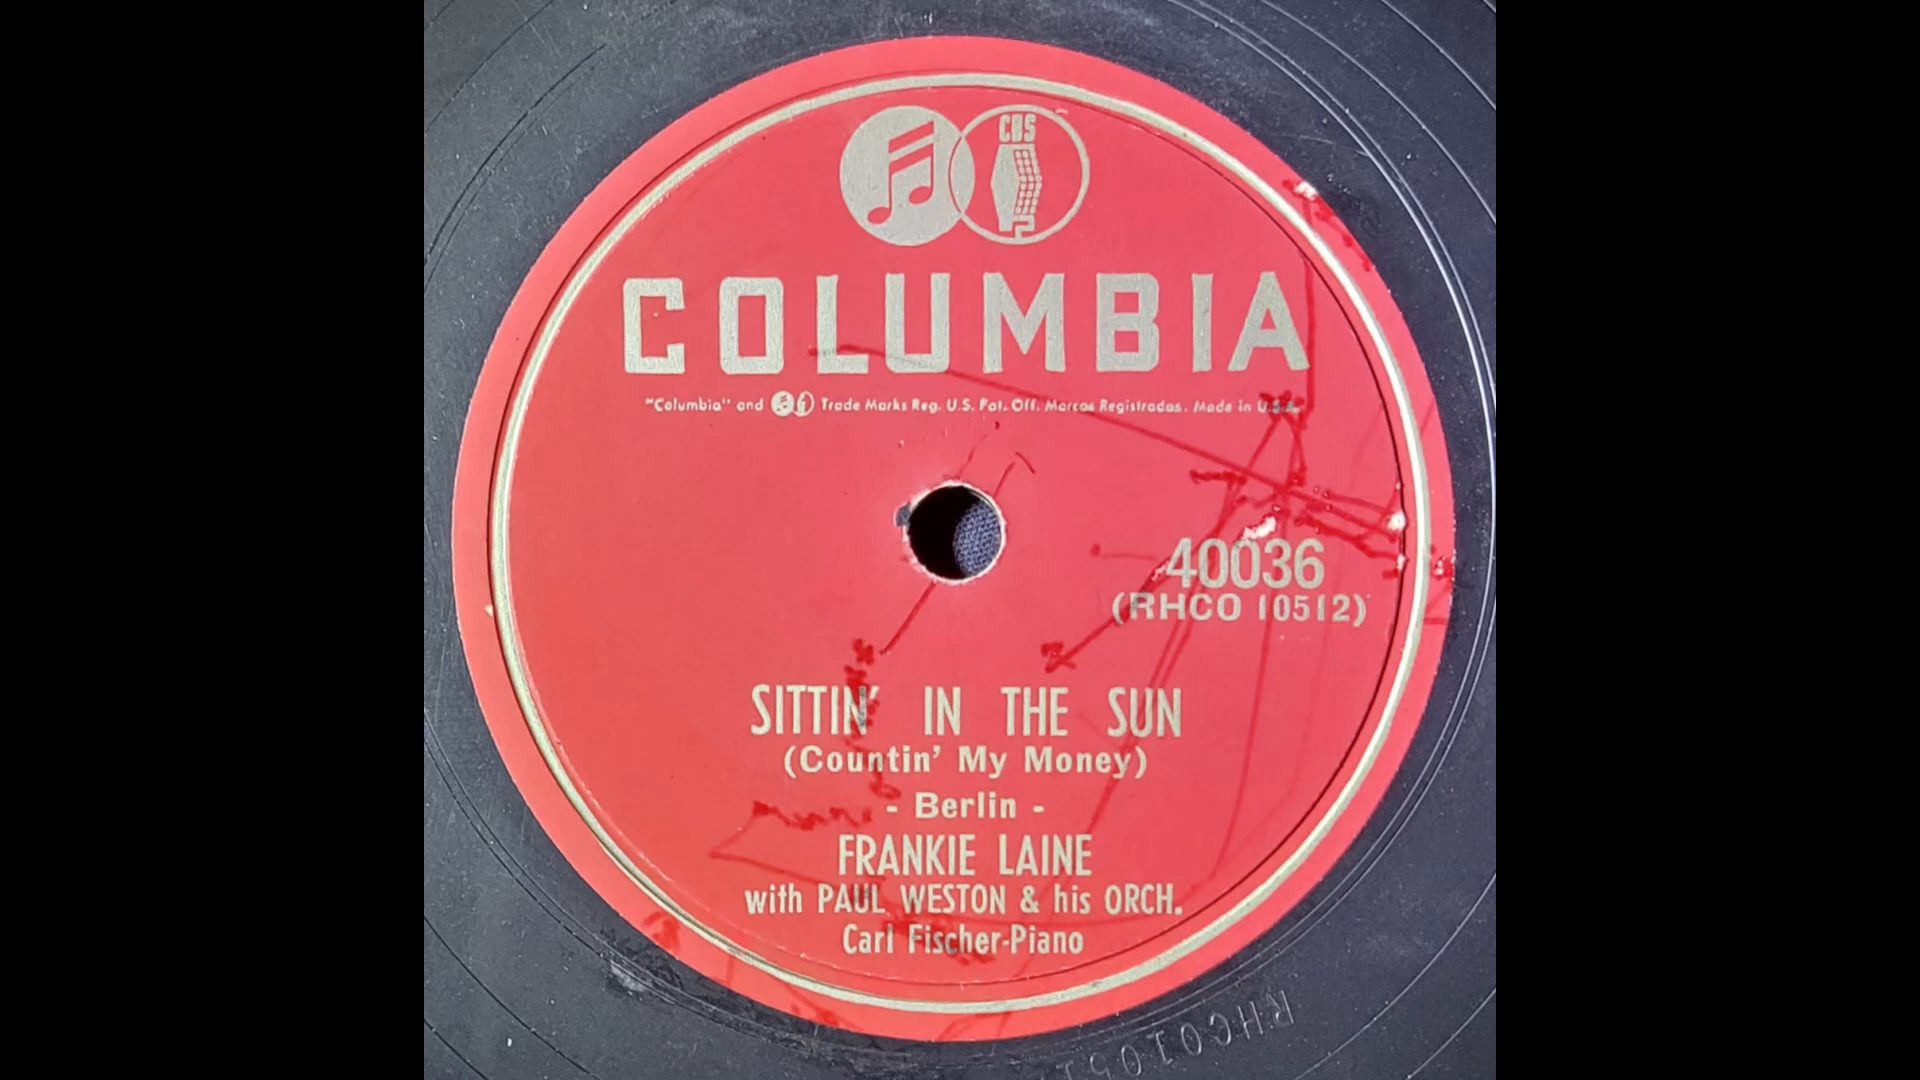 CBS
COLUMBIA
"Columbia" and Trade Marks Reg. U.S. Pat. Off. Marcas Registradas. Made in U.S.A.
40036
(RHCO 10512)
SITTIN' IN THE SUN
(Countin' My Money)
- Berlin -
FRANKIE LAINE
with PAUL WESTON & his ORCH.
Carl Fischer-Piano
RHCO1051